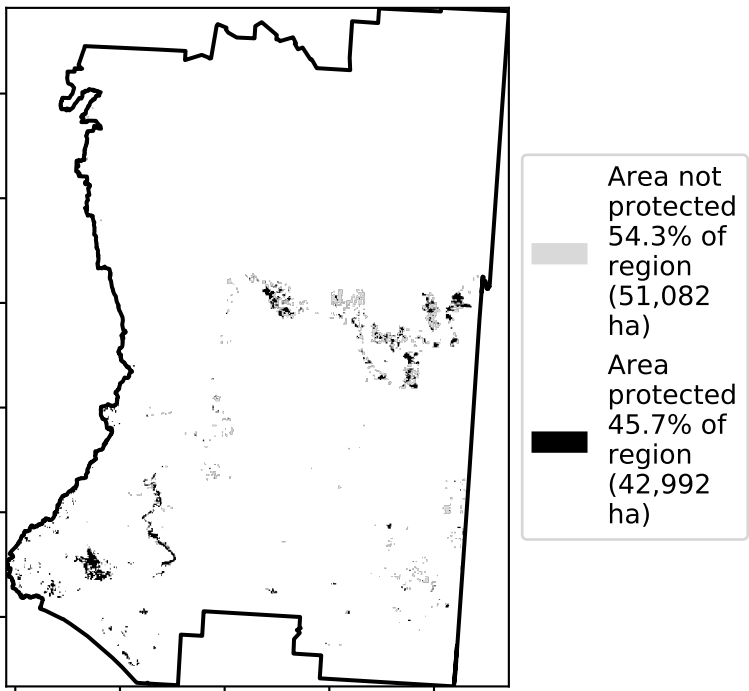 Area not
protected
54.3% of
region
(51,082
ha)
Area
protected
45.7% of
region
(42,992
ha)